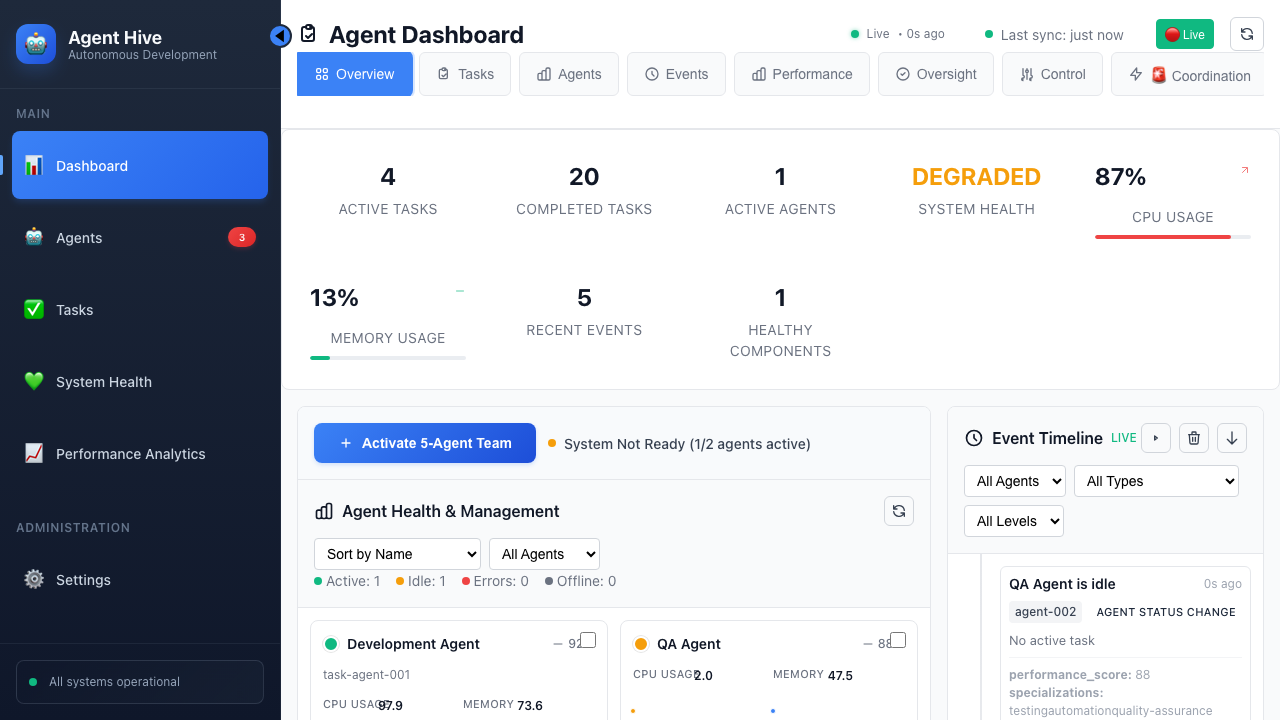 Agent Hive
Autonomous Development
MAIN
Dashboard
Agents
3
Tasks
System Health
Performance Analytics
ADMINISTRATION
Settings
All systems operational
Agent Dashboard
Live • 0s ago
Last sync: just now
Live
Overview
Tasks
Agents
Events
Performance
Oversight
Control
Coordination
4
ACTIVE TASKS
20
COMPLETED TASKS
1
ACTIVE AGENTS
DEGRADED
SYSTEM HEALTH
87%
CPU USAGE
13%
MEMORY USAGE
5
RECENT EVENTS
1
HEALTHY
COMPONENTS
Activate 5-Agent Team
System Not Ready (1/2 agents active)
Agent Health & Management
Sort by Name
All Agents
Active: 1
Idle: 1
Errors: 0
Offline: 0
Development Agent
92
task-agent-001
CPU USAGE
97.9
MEMORY
73.6
QA Agent
88
CPU USAGE
2.0
MEMORY
47.5
Event Timeline
LIVE
All Agents
All Types
All Levels
QA Agent is idle
0s ago
agent-002
AGENT STATUS CHANGE
No active task
performance_score: 88
specializations:
testingautomationquality-assurance